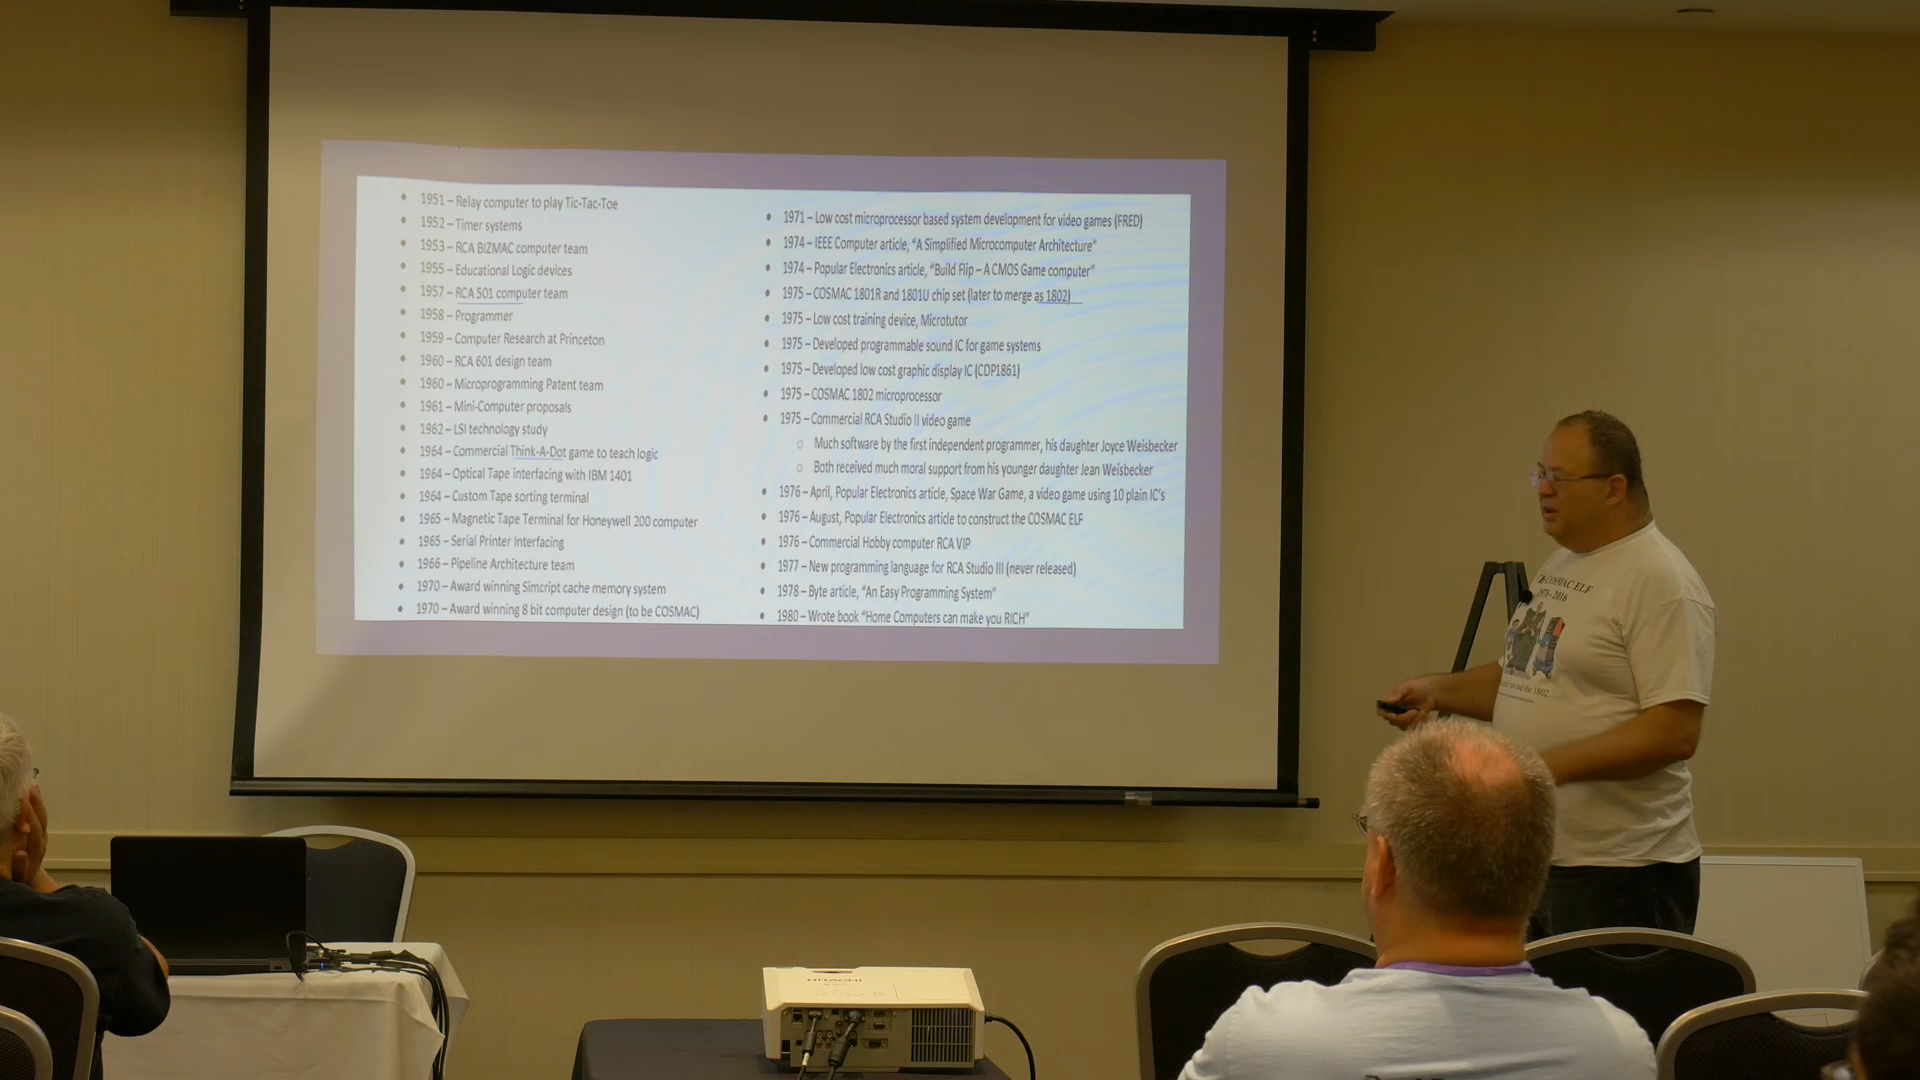 1951 – Relay computer to play Tic-Tac-Toe
1952 – Timer systems
1953 – RCA BIZMAC computer team
1955 – Educational Logic devices
1957 – RCA 501 computer team
1958 – Programmer
1959 – Computer Research at Princeton
1960 – RCA 601 design team
1960 – Microprogramming Patent team
1961 – Mini-Computer proposals
1962 – LSI technology study
1964 – Commercial Think-A-Dot game to teach logic
1964 – Optical Tape interfacing with IBM 1401
1964 – Custom Tape sorting terminal
1965 – Magnetic Tape Terminal for Honeywell 200 computer
1965 – Serial Printer Interfacing
1966 – Pipeline Architecture team
1970 – Award winning Simcript cache memory system
1970 – Award winning 8 bit computer design (to be COSMAC)
1971 – Low cost microprocessor based system development for video games (FRED)
1974 – IEEE Computer article, “A Simplified Microcomputer Architecture”
1974 – Popular Electronics article, “Build Flip – A CMOS Game computer”
1975 – COSMAC 1801R and 1801U chip set (later to merge as 1802)
1975 – Low cost training device, Microtutor
1975 – Developed programmable sound IC for game systems
1975 – Developed low cost graphic display IC (CDP1861)
1975 – COSMAC 1802 microprocessor
1975 – Commercial RCA Studio II video game
Much software by the first independent programmer, his daughter Joyce Weisbecker
Both received much moral support from his younger daughter Jean Weisbecker
1976 – April, Popular Electronics article, Space War Game, a video game using 10 plain IC's
1976 – August, Popular Electronics article to construct the COSMAC ELF
1976 – Commercial Hobby computer RCA VIP
1977 – New programming language for RCA Studio III (never released)
1978 – Byte article, “An Easy Programming System”
1980 – Wrote book “Home Computers can make you RICH”
COSMAC ELF
1976 - 2016
and the 1802
HITACHI